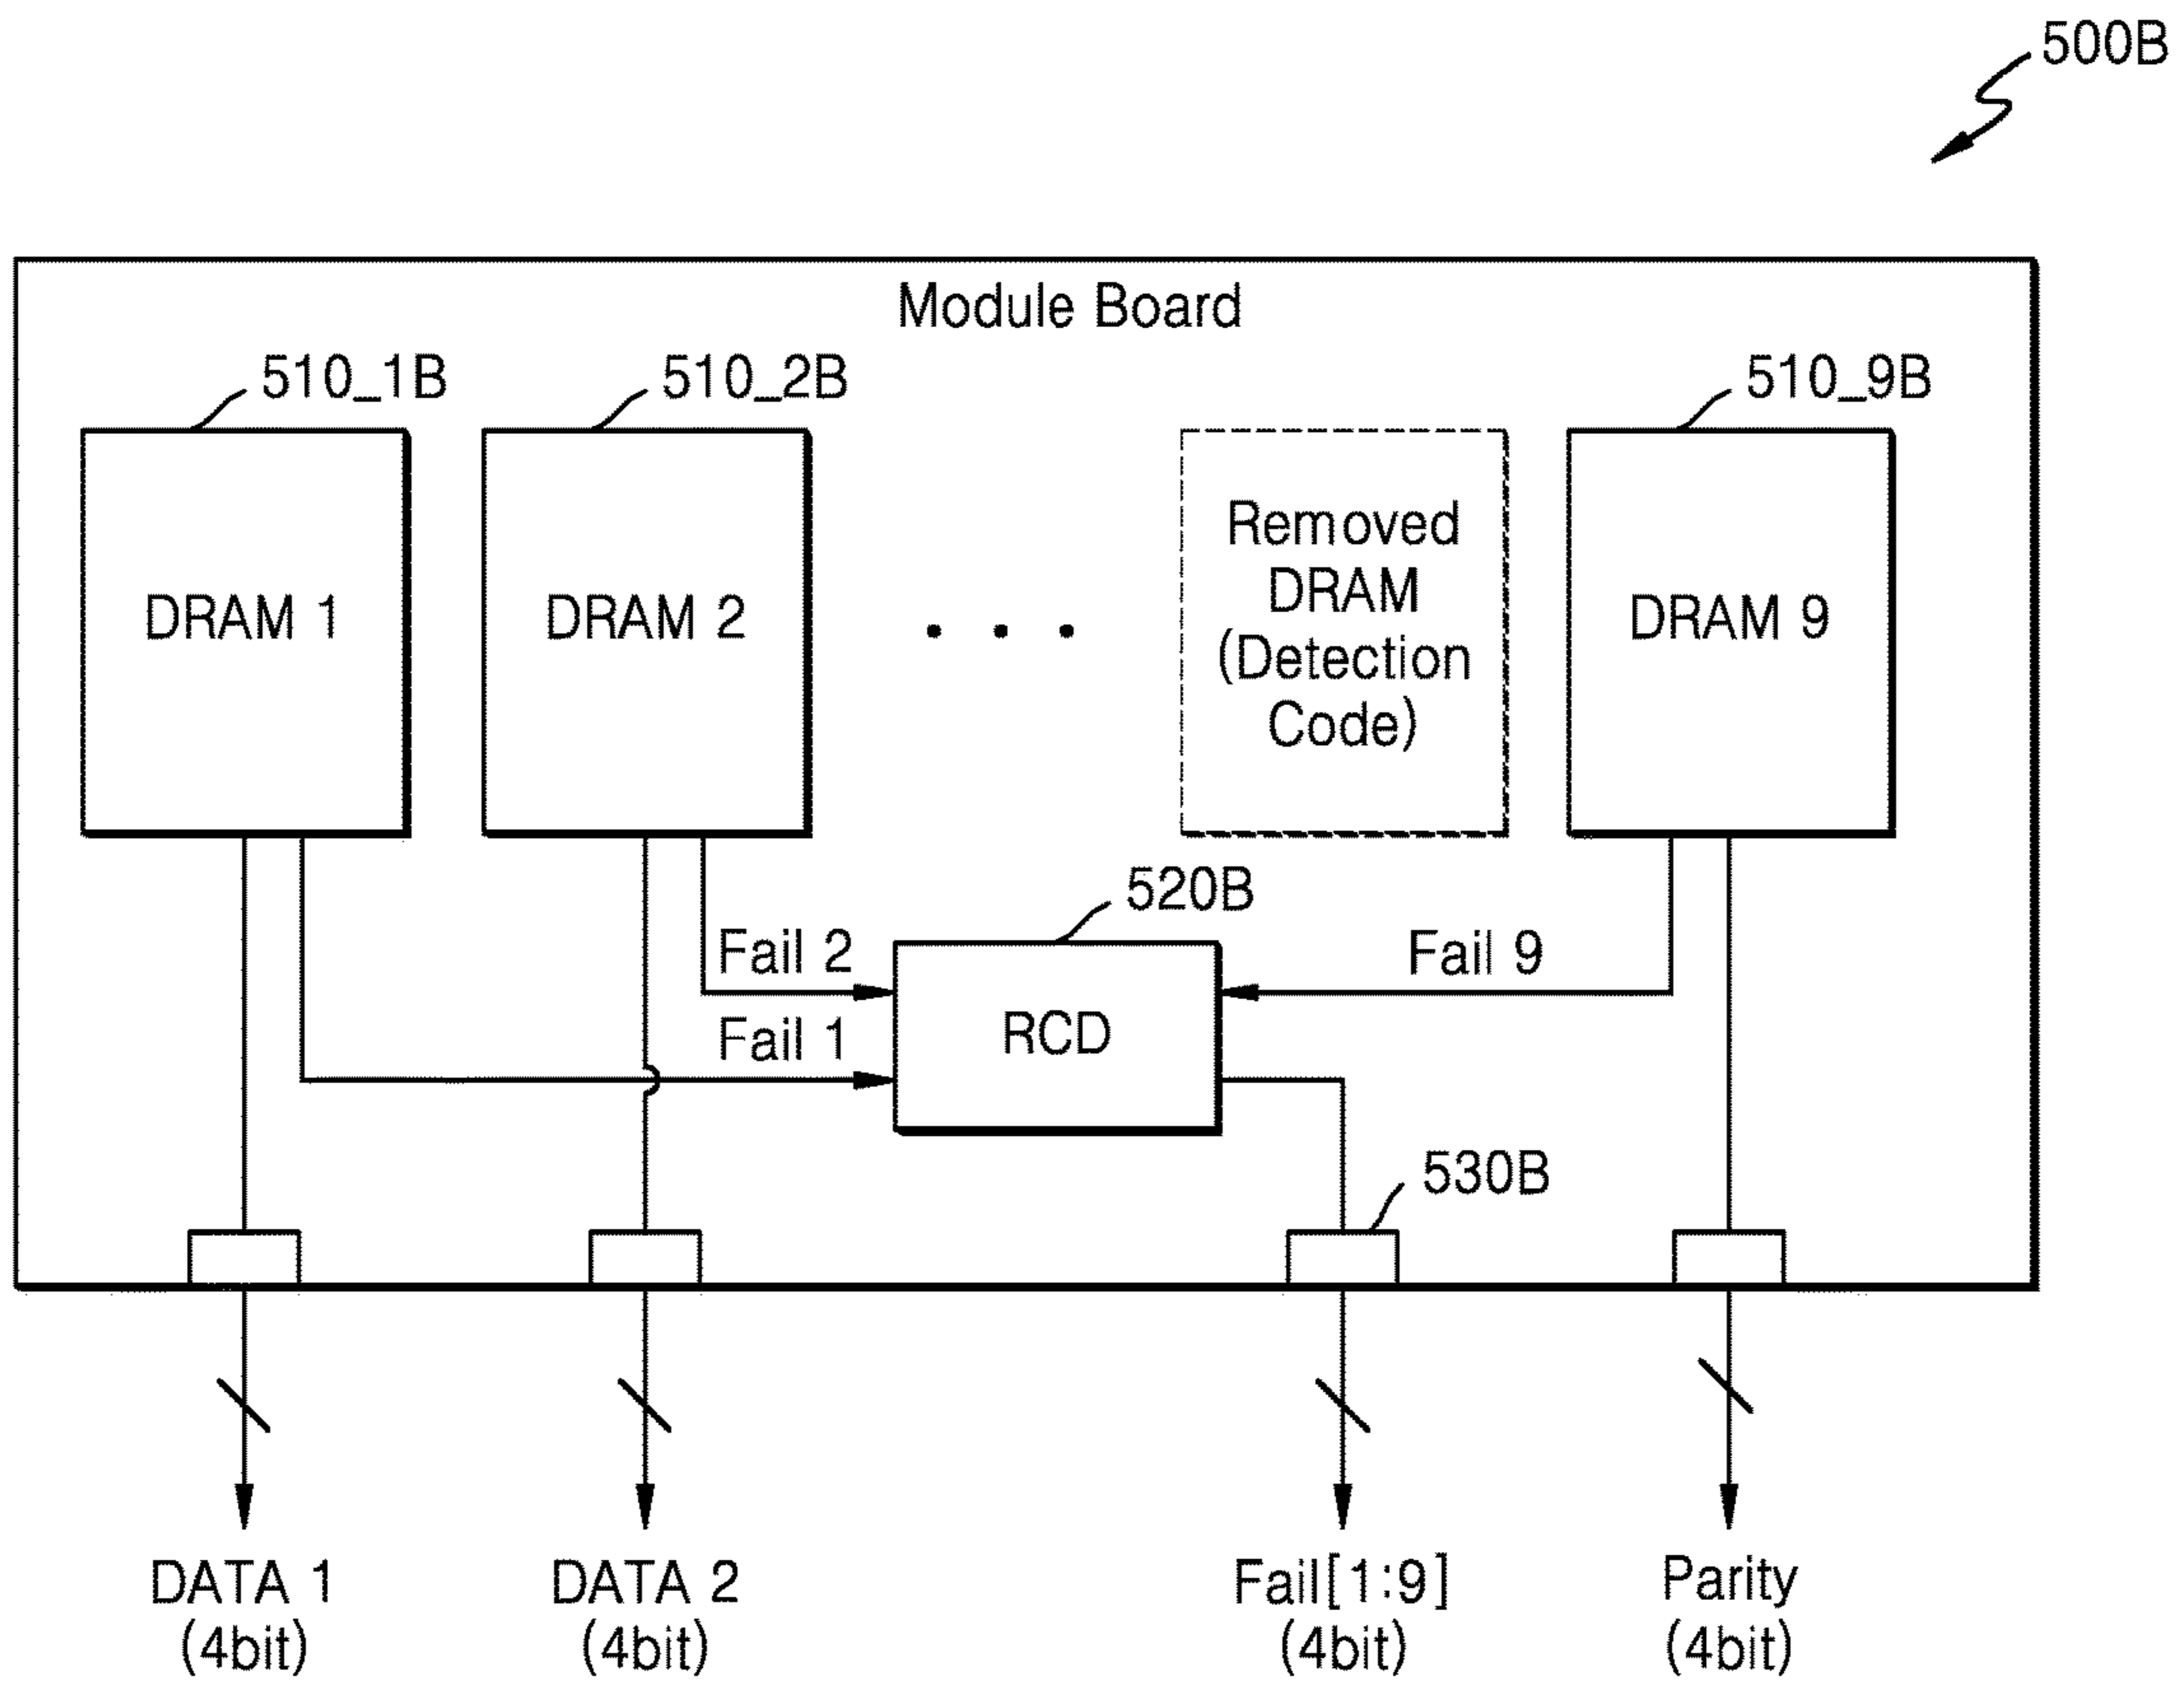 500B
Module Board
510_1B
510_2B
510_9B
DRAM 1
DRAM 2
. . .
Removed
DRAM
(Detection
Code)
DRAM 9
520B
Fail 2
Fail 9
Fail 1
RCD
530B
DATA 1
(4bit)
DATA 2
(4bit)
Fail[1:9]
(4bit)
Parity
(4bit)